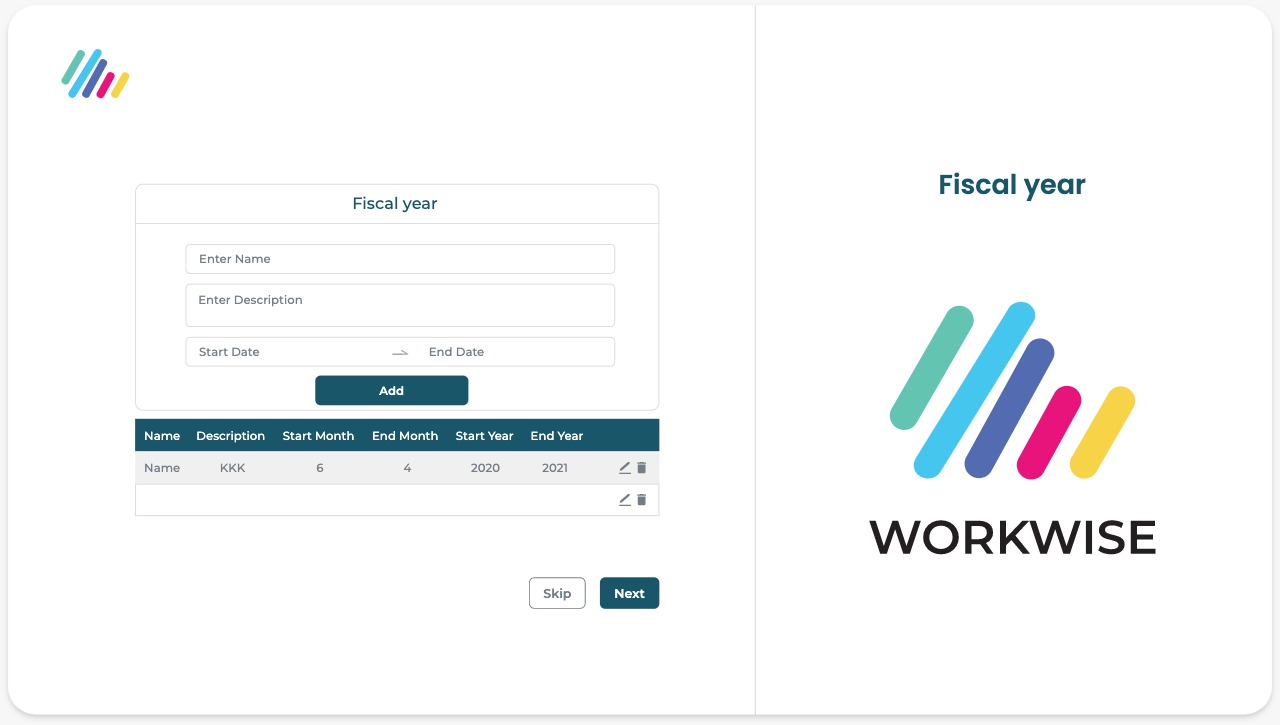 Fiscal year
Enter Name
Enter Description
Start Date End Date
Add
Name Description Start Month End Month Start Year End Year
Name KKK 6 4 2020 2021
Skip Next
Fiscal year
WORKWISE